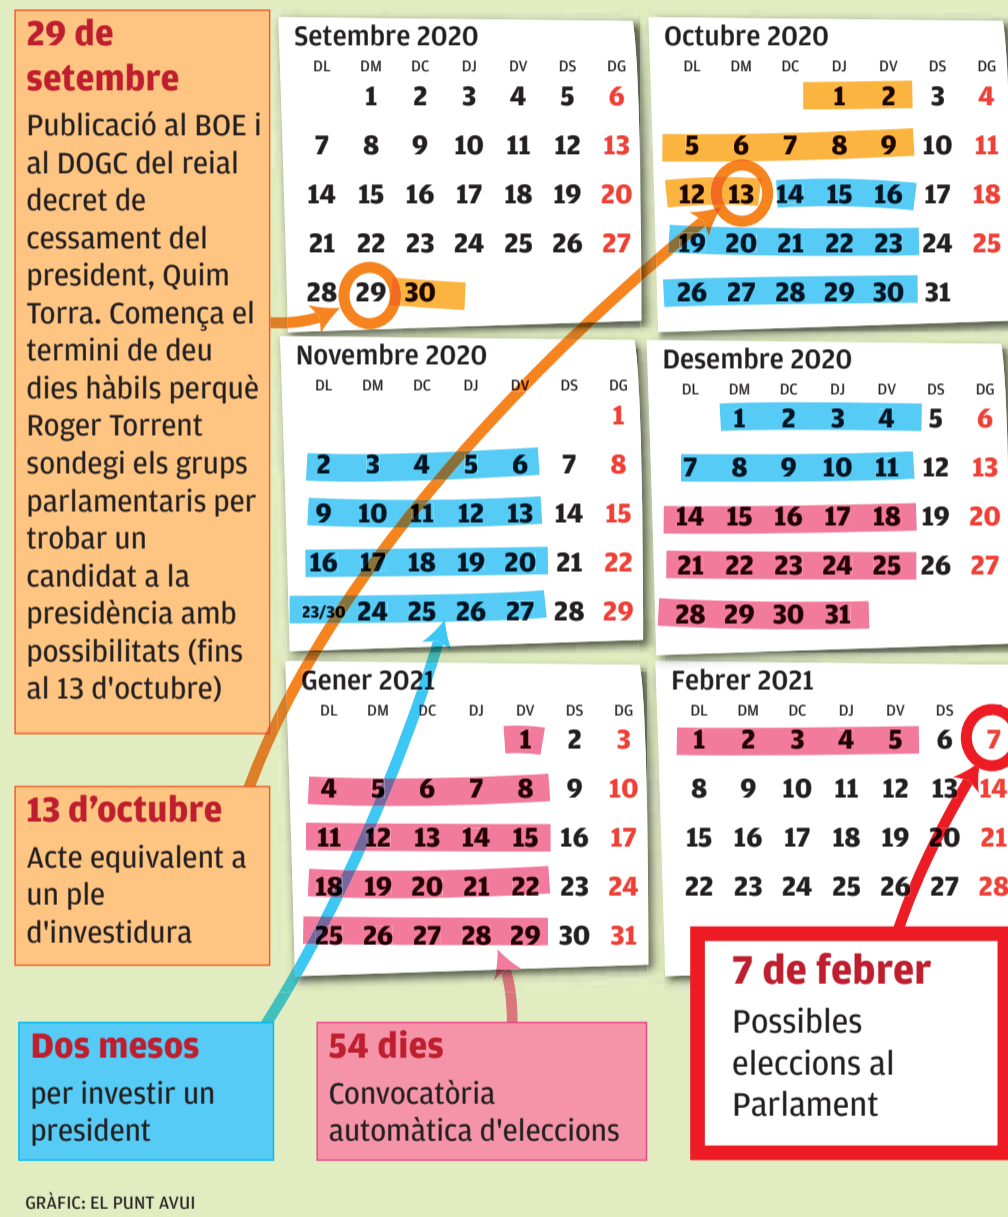 29 de
setembre
Publicació al BOE i
al DOGC del reial
decret de
cessament del
president, Quim
Torra. Comença el
termini de deu
dies hàbils perquè
Roger Torrent
sondegi els grups
parlamentaris per
trobar un
candidat a la
presidència amb
possibilitats (fins
al 13 d'octubre)
13 d'octubre
Acte equivalent a
un ple
d'investidura
Setembre 2020
DL DM DC DJ DV DS DG
1 2 3 4 5 6
7 8 9 10 11 12 13
14 15 16 17 18 19 20
21 22 23 24 25 26 27
28 29 30
Octubre 2020
DL DM DC DJ DV DS DG
1 2 3 4
5 6 7 8 9 10 11
12 13 14 15 16 17 18
19 20 21 22 23 24 25
26 27 28 29 30 31
Novembre 2020
DL DM DC DJ DV DS DG
1
2 3 4 5 6 7 8
9 10 11 12 13 14 15
16 17 18 19 20 21 22
23/30 24 25 26 27 28 29
Desembre 2020
DL DM DC DJ DV DS DG
1 2 3 4 5 6
7 8 9 10 11 12 13
14 15 16 17 18 19 20
21 22 23 24 25 26 27
28 29 30 31
Gener 2021
DL DM DC DJ DV DS DG
1 2 3
4 5 6 7 8 9 10
11 12 13 14 15 16 17
18 19 20 21 22 23 24
25 26 27 28 29 30 31
Febrer 2021
DL DM DC DJ DV DS
1 2 3 4 5 6 7
8 9 10 11 12 13 14
15 16 17 18 19 20 21
22 23 24 25 26 27 28
Dos mesos
per investir un
president
54 dies
Convocatòria
automàtica d'eleccions
7 de febrer
Possibles
eleccions al
Parlament
GRÀFIC: EL PUNT AVUI